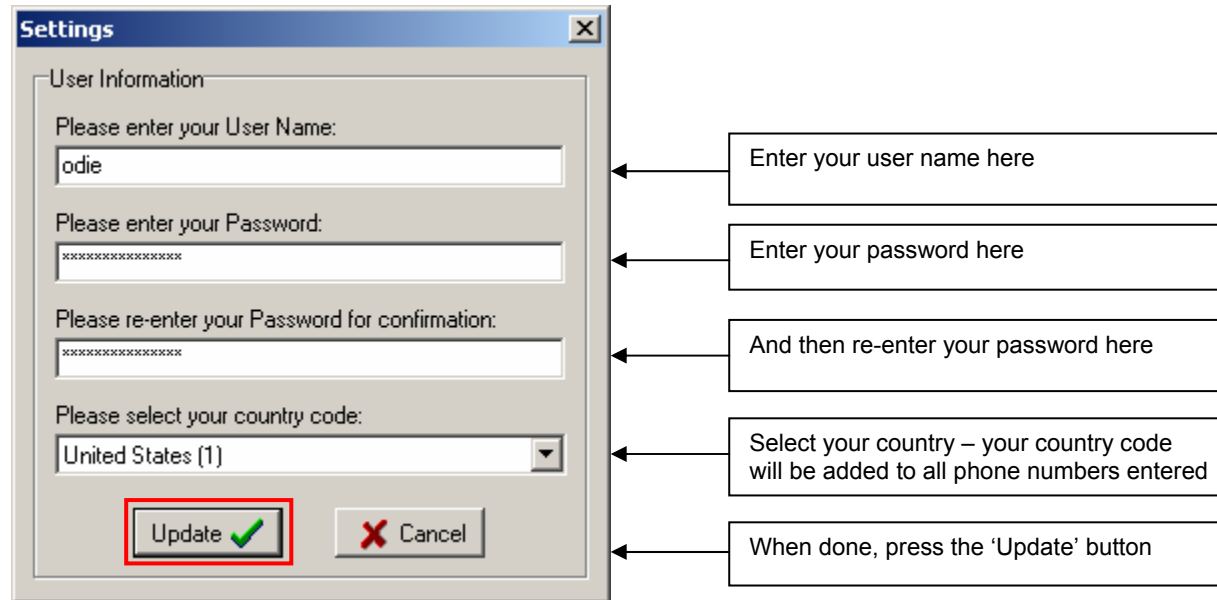 Settings
User Information
Please enter your User Name:
odie
Enter your user name here
Please enter your Password:
xxxxxxxxxxxxxxx
Enter your password here
Please re-enter your Password for confirmation:
xxxxxxxxxxxxxxx
And then re-enter your password here
Please select your country code:
United States (1)
Select your country – your country code
will be added to all phone numbers entered
Update
Cancel
When done, press the ‘Update’ button